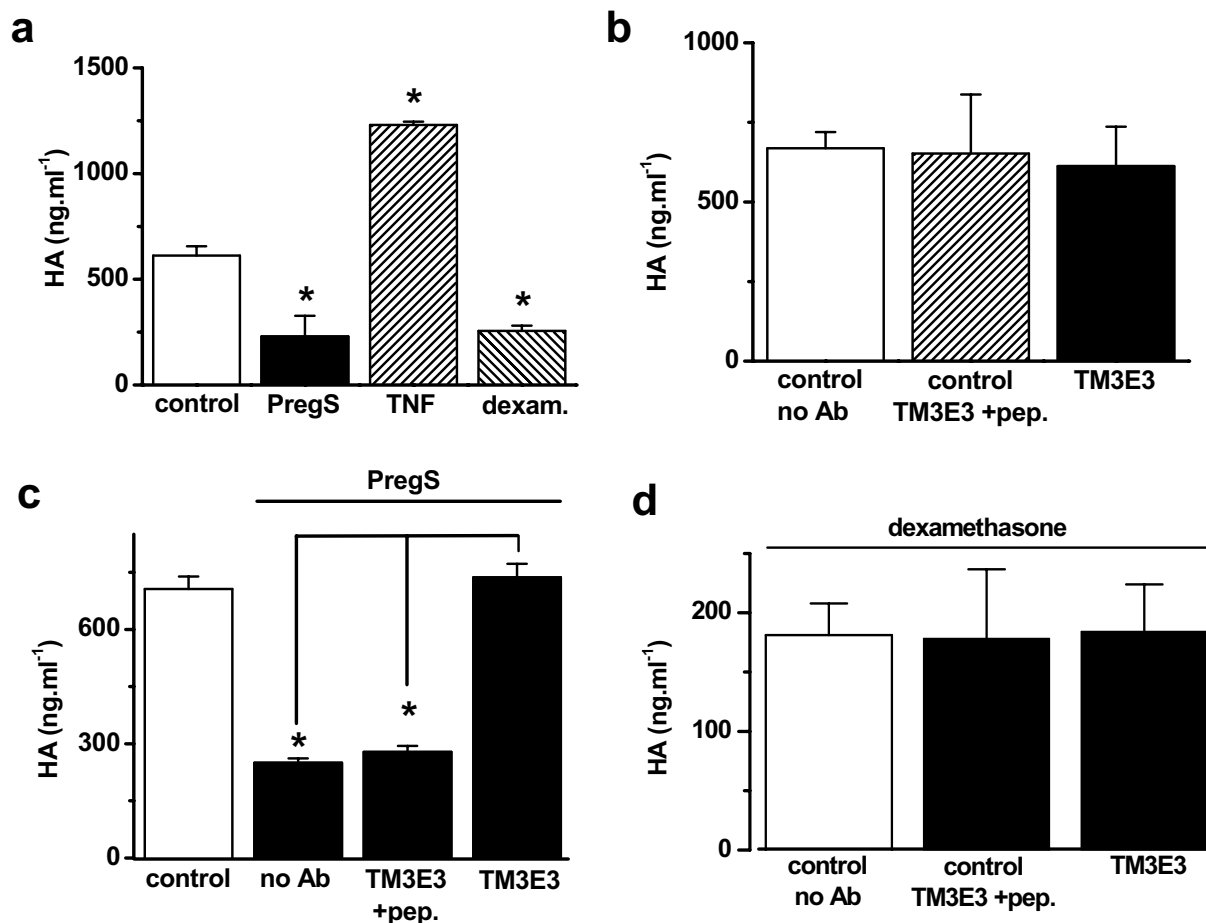 a
1500
1000
500
0
HA (ng.ml⁻¹)
*
*
*
control PregS TNF dexam.
b
1000
500
0
HA (ng.ml⁻¹)
control control TM3E3
no Ab TM3E3 +pep.
c
PregS
600
300
0
HA (ng.ml⁻¹)
*
*
control no Ab TM3E3 TM3E3
+pep.
d
dexamethasone
200
100
0
HA (ng.ml⁻¹)
control control TM3E3
no Ab TM3E3 +pep.